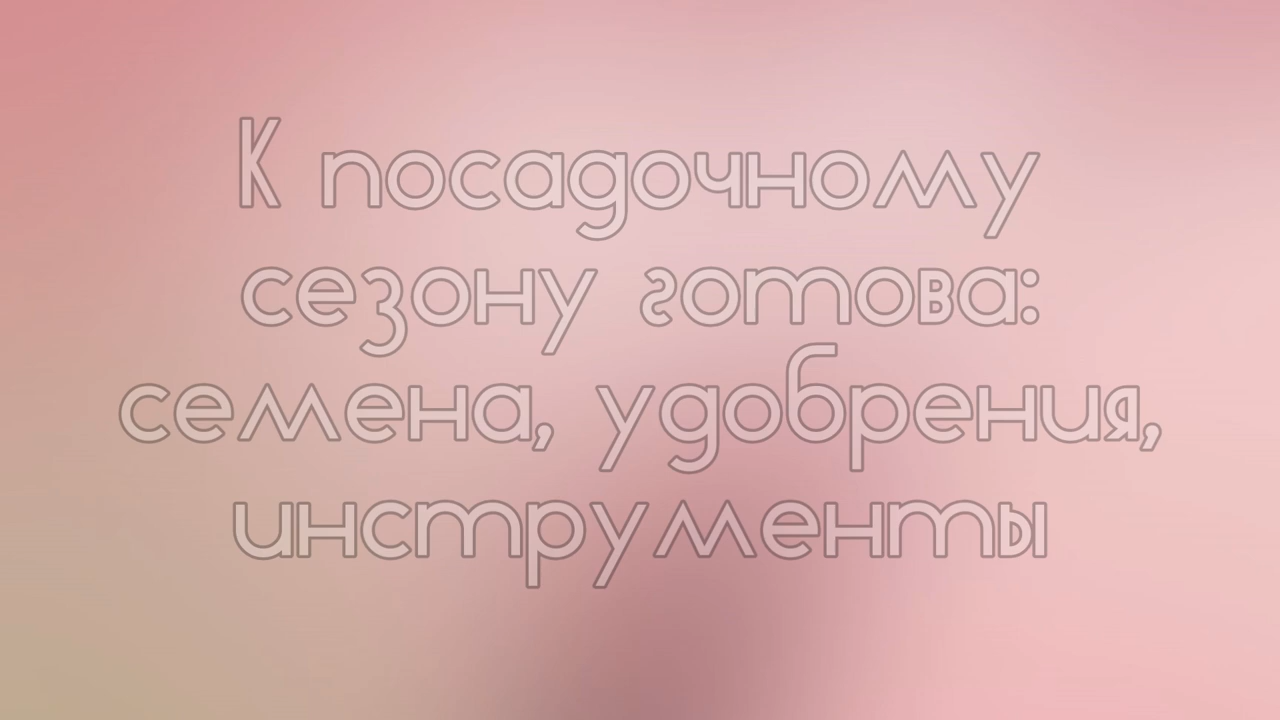 К посадочному
сезону готова:
семена, удобрения,
инструменты